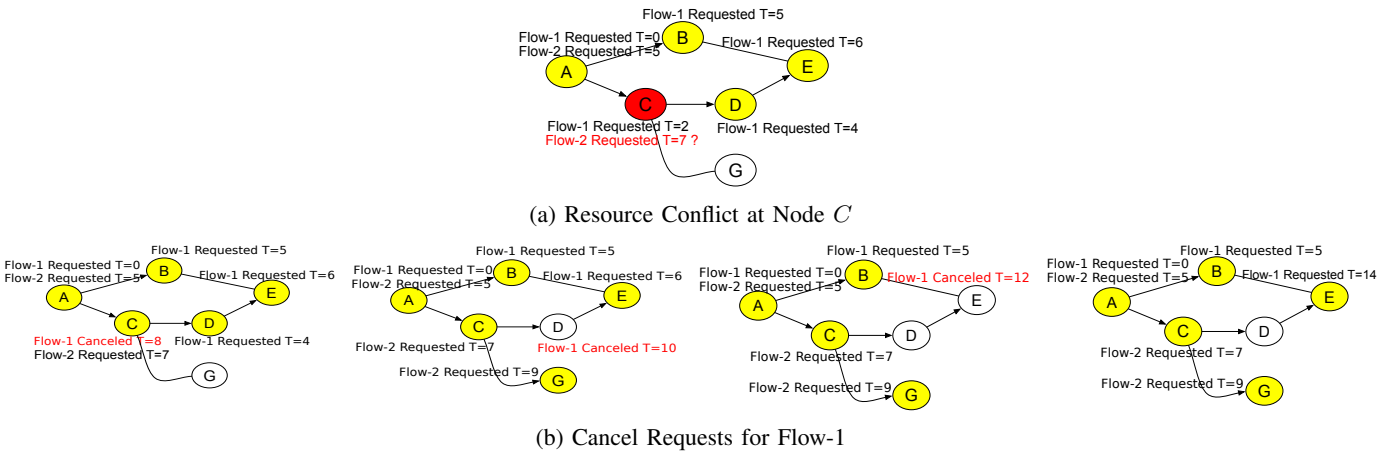 Flow-1 Requested T=5
Flow-1 Requested T=0
Flow-2 Requested T=5
B
Flow-1 Requested T=6
A
E
C
D
Flow-1 Requested T=2
Flow-2 Requested T=7 ?
Flow-1 Requested T=4
G
(a) Resource Conflict at Node C
Flow-1 Requested T=5
Flow-1 Requested T=0
Flow-2 Requested T=5
B
Flow-1 Requested T=6
A
E
C
D
Flow-1 Canceled T=8
Flow-2 Requested T=7
Flow-1 Requested T=4
G
Flow-1 Requested T=5
Flow-1 Requested T=0
Flow-2 Requested T=5
B
Flow-1 Requested T=6
A
E
C
D
Flow-2 Requested T=7
Flow-1 Canceled T=10
Flow-2 Requested T=9
G
Flow-1 Requested T=5
Flow-1 Requested T=0
Flow-2 Requested T=5
B
Flow-1 Canceled T=12
A
E
C
D
Flow-2 Requested T=7
Flow-2 Requested T=9
G
Flow-1 Requested T=5
Flow-1 Requested T=0
Flow-2 Requested T=5
B
Flow-1 Requested T=14
A
E
C
D
Flow-2 Requested T=7
Flow-2 Requested T=9
G
(b) Cancel Requests for Flow-1